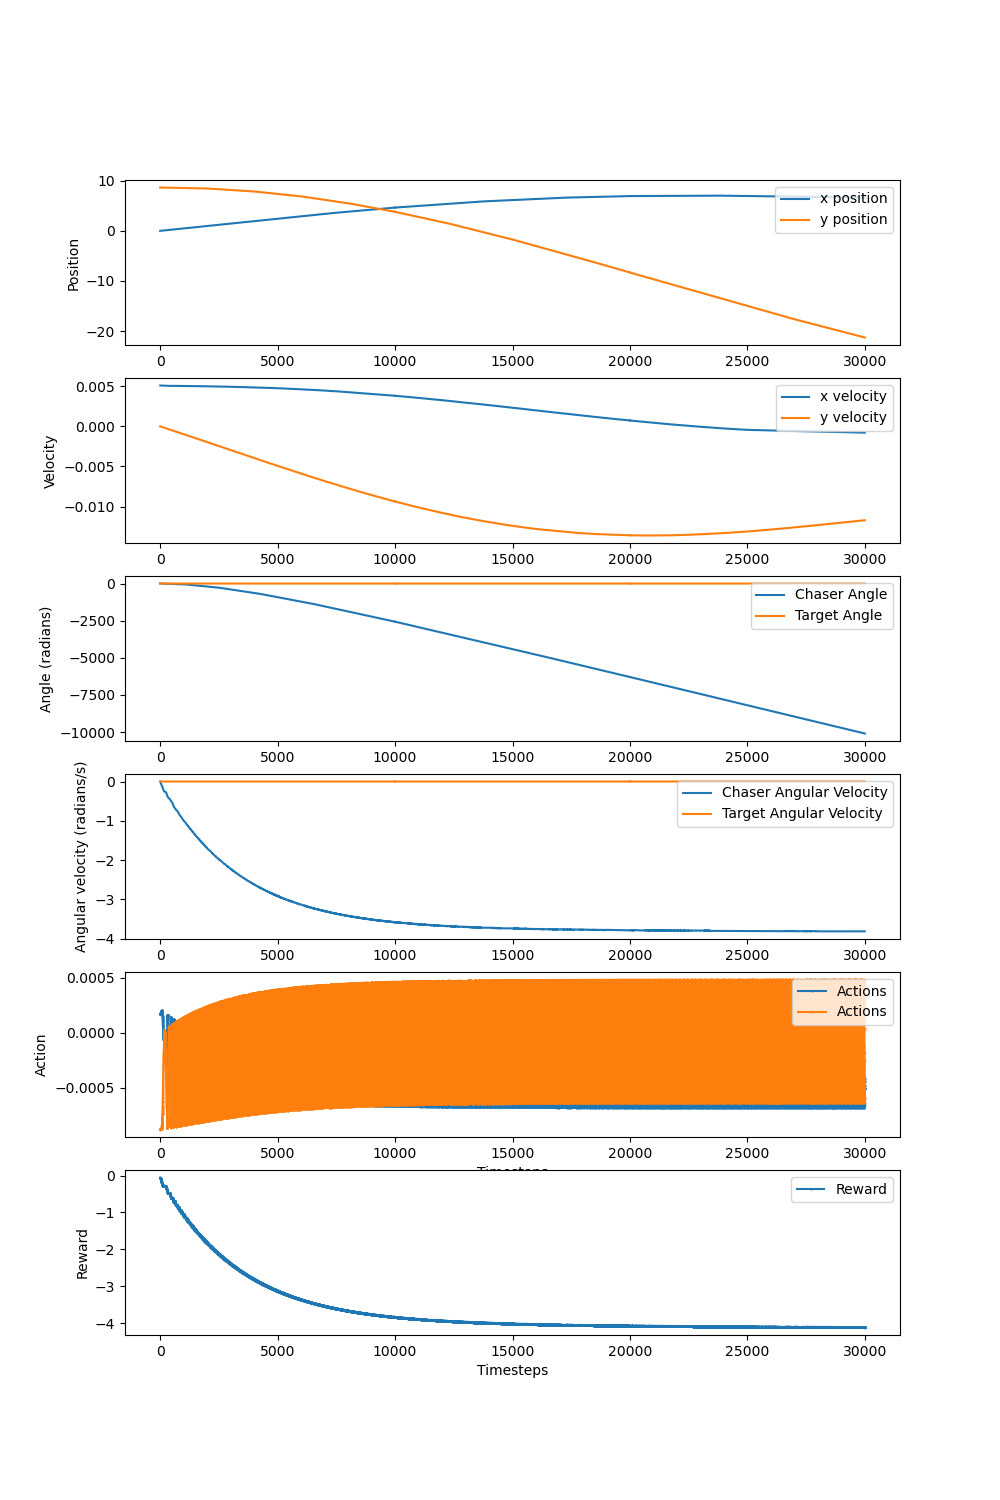 10
0
−10
−20
Position
x position
y position
0 5000 10000 15000 20000 25000 30000
0.005
0.000
−0.005
−0.010
Velocity
x velocity
y velocity
0 5000 10000 15000 20000 25000 30000
0
−2500
−5000
−7500
−10000
Angle (radians)
Chaser Angle
Target Angle
0 5000 10000 15000 20000 25000 30000
0
−1
−2
−3
−4
Angular velocity (radians/s)
Chaser Angular Velocity
Target Angular Velocity
0 5000 10000 15000 20000 25000 30000
0.0005
0.0000
−0.0005
Action
Actions
Actions
0 5000 10000 15000 20000 25000 30000
Timesteps
0
−1
−2
−3
−4
Reward
Reward
0 5000 10000 15000 20000 25000 30000
Timesteps